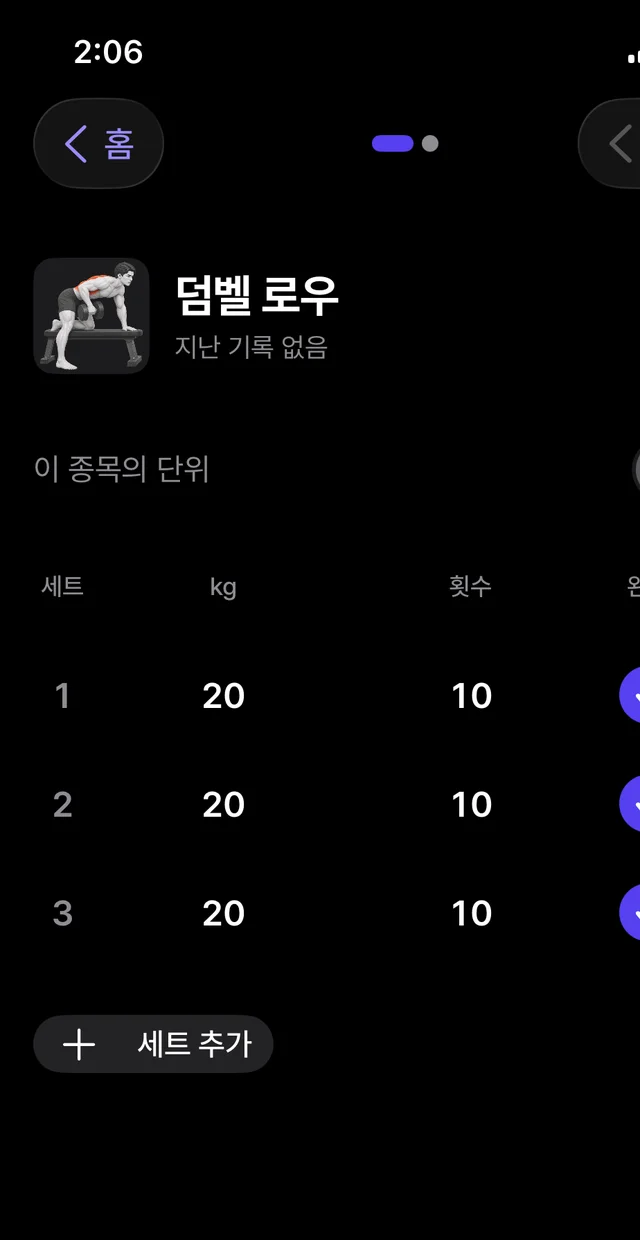 2:06
홈
덤벨 로우
지난 기록 없음
이 종목의 단위
세트 kg 횟수
1 20 10
2 20 10
3 20 10
세트 추가